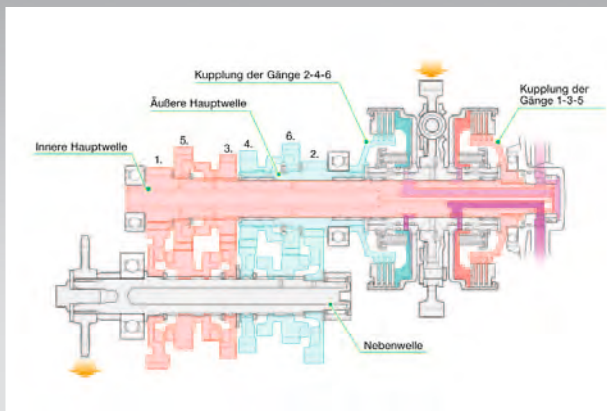 Kupplung der Gänge 2-4-6
Kupplung der
Gänge 1-3-5
Äußere Hauptwelle
Innere Hauptwelle
1.
5.
3.
4.
6.
2.
Nebenwelle